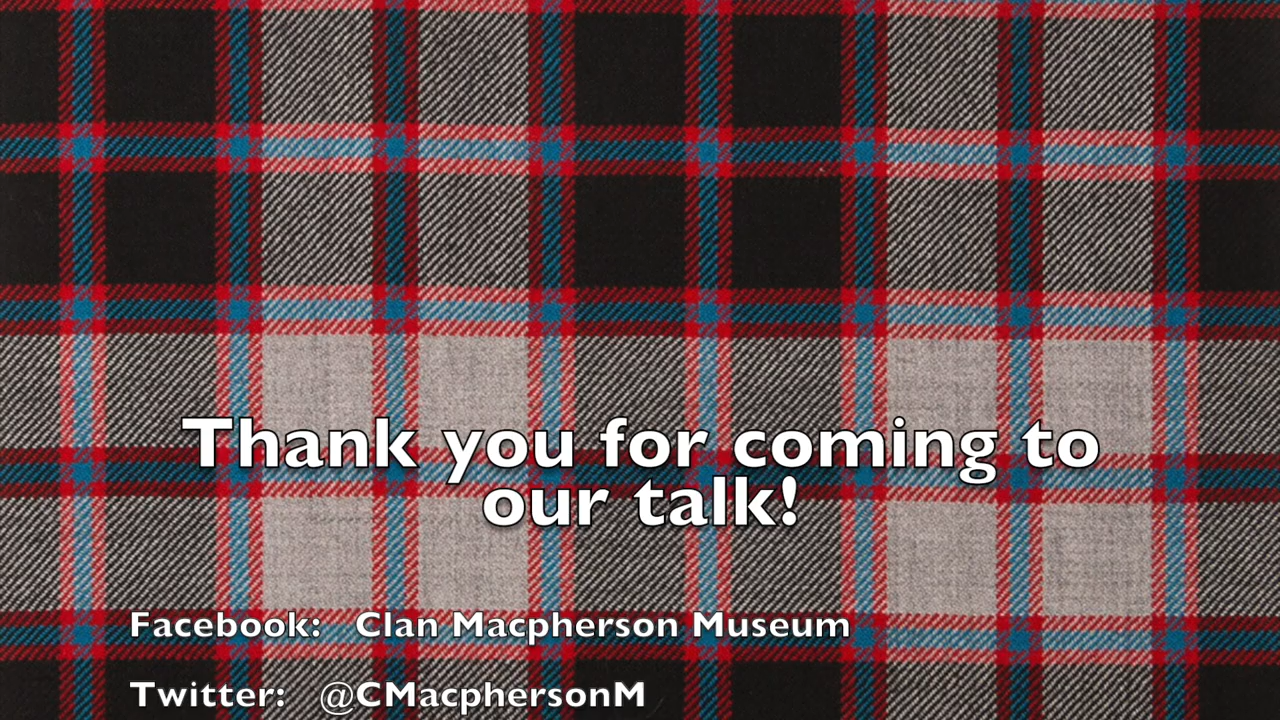 Thank you for coming to
our talk!
Facebook: Clan Macpherson Museum
Twitter: @CMacphersonM